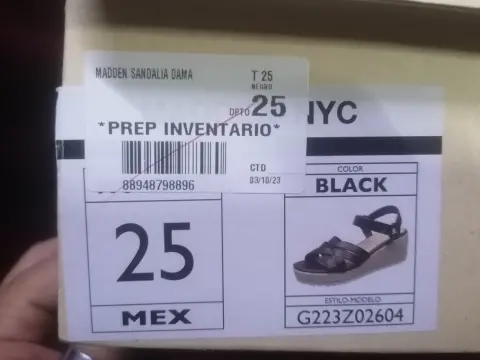 MADDEN SANDALIA DAMA
T 25
NEGRO
DPTO 25
*PREP INVENTARIO*
CTD
88948798896
03/10/23
NYC
25
MEX
COLOR
BLACK
ESTILO-MODELO
G223Z02604